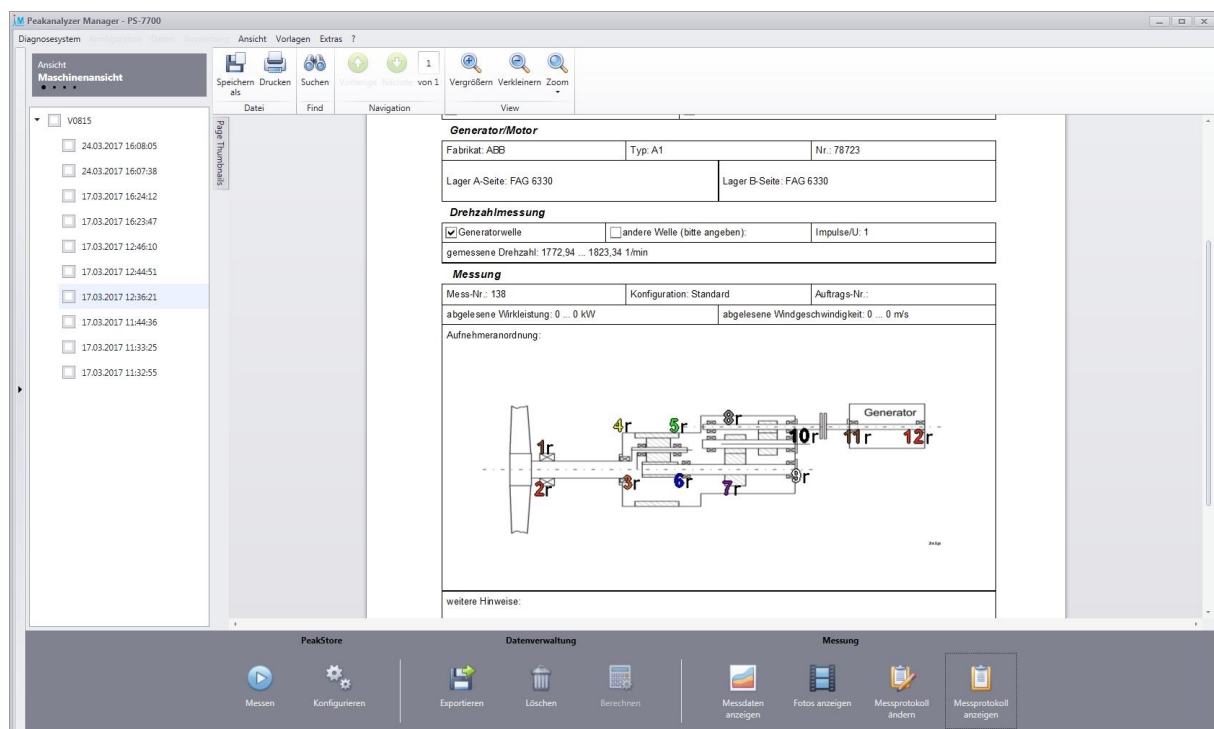 Peakanalyzer Manager - PS-7700
Diagnosesystem Ansicht Vorlagen Extras ?
Ansicht
Maschinenansicht
Speichern als Drucken Suchen Vorherige Nächste 1 von 1 Vergrößern Verkleinern Zoom
Datei Find Navigation View
V0815
24.03.2017 16:08:05
24.03.2017 16:07:38
17.03.2017 16:24:12
17.03.2017 16:23:47
17.03.2017 12:46:10
17.03.2017 12:44:51
17.03.2017 12:36:21
17.03.2017 11:44:36
17.03.2017 11:33:25
17.03.2017 11:32:55
Page Thumbnails
Generator/Motor
Fabrikat: ABB Typ: A1 Nr.: 78723
Lager A-Seite: FAG 6330 Lager B-Seite: FAG 6330
Drehzahlmessung
Generatorwelle andere Welle (bitte angeben): Impulse/U: 1
gemessene Drehzahl: 1772,94 ... 1823,34 1/min
Messung
Mess-Nr.: 138 Konfiguration: Standard Auftrags-Nr.:
abgelesene Wirkleistung: 0 ... 0 kW abgelesene Windgeschwindigkeit: 0 ... 0 m/s
Aufnehmeranordnung:
Generator
1r 2r 3r 4r 5r 6r 7r 8r 9r 10r 11r 12r
weitere Hinweise:
PeakStore Datenverwaltung Messung
Messen Konfigurieren Exportieren Löschen Berechnen Messdaten anzeigen Fotos anzeigen Messprotokoll ändern Messprotokoll anzeigen